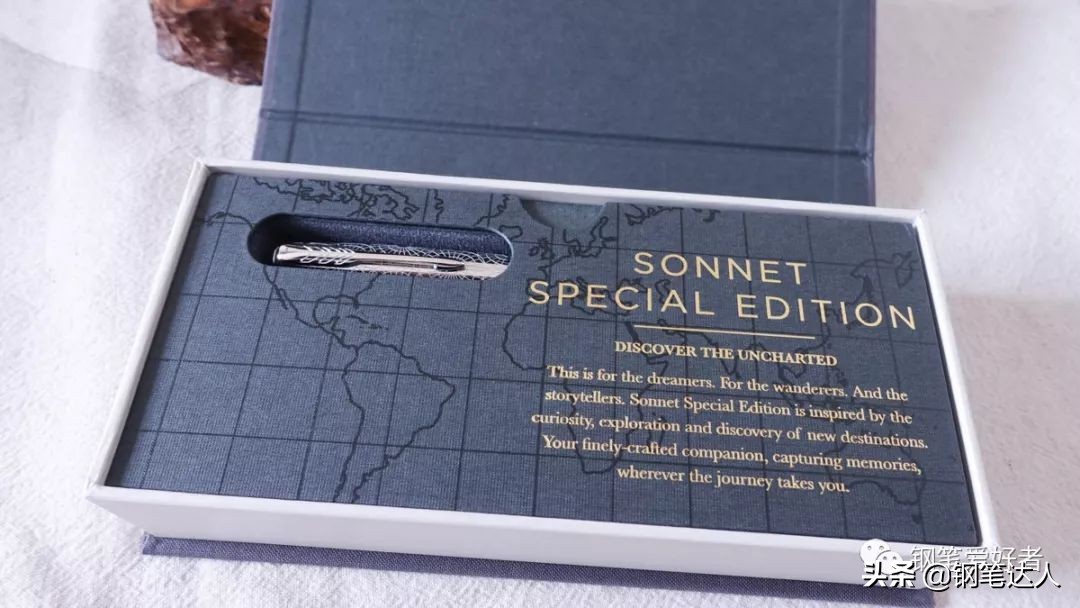 SONNET
SPECIAL EDITION
DISCOVER THE UNCHARTED
This is for the dreamers. For the wanderers. And the
storytellers. Sonnet Special Edition is inspired by the
curiosity, exploration and discovery of new destinations.
Your finely-crafted companion, capturing memories,
wherever the journey takes you.
钢笔爱好者
头条 @钢笔达人